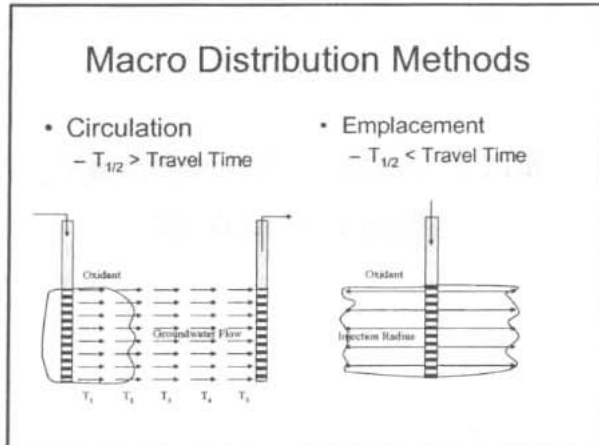 Macro Distribution Methods
• Circulation
– T1/2 > Travel Time
• Emplacement
– T1/2 < Travel Time
Oxidant
Groundwater Flow
T1 T2 T3 T4 T5
Oxidant
Injection Radius